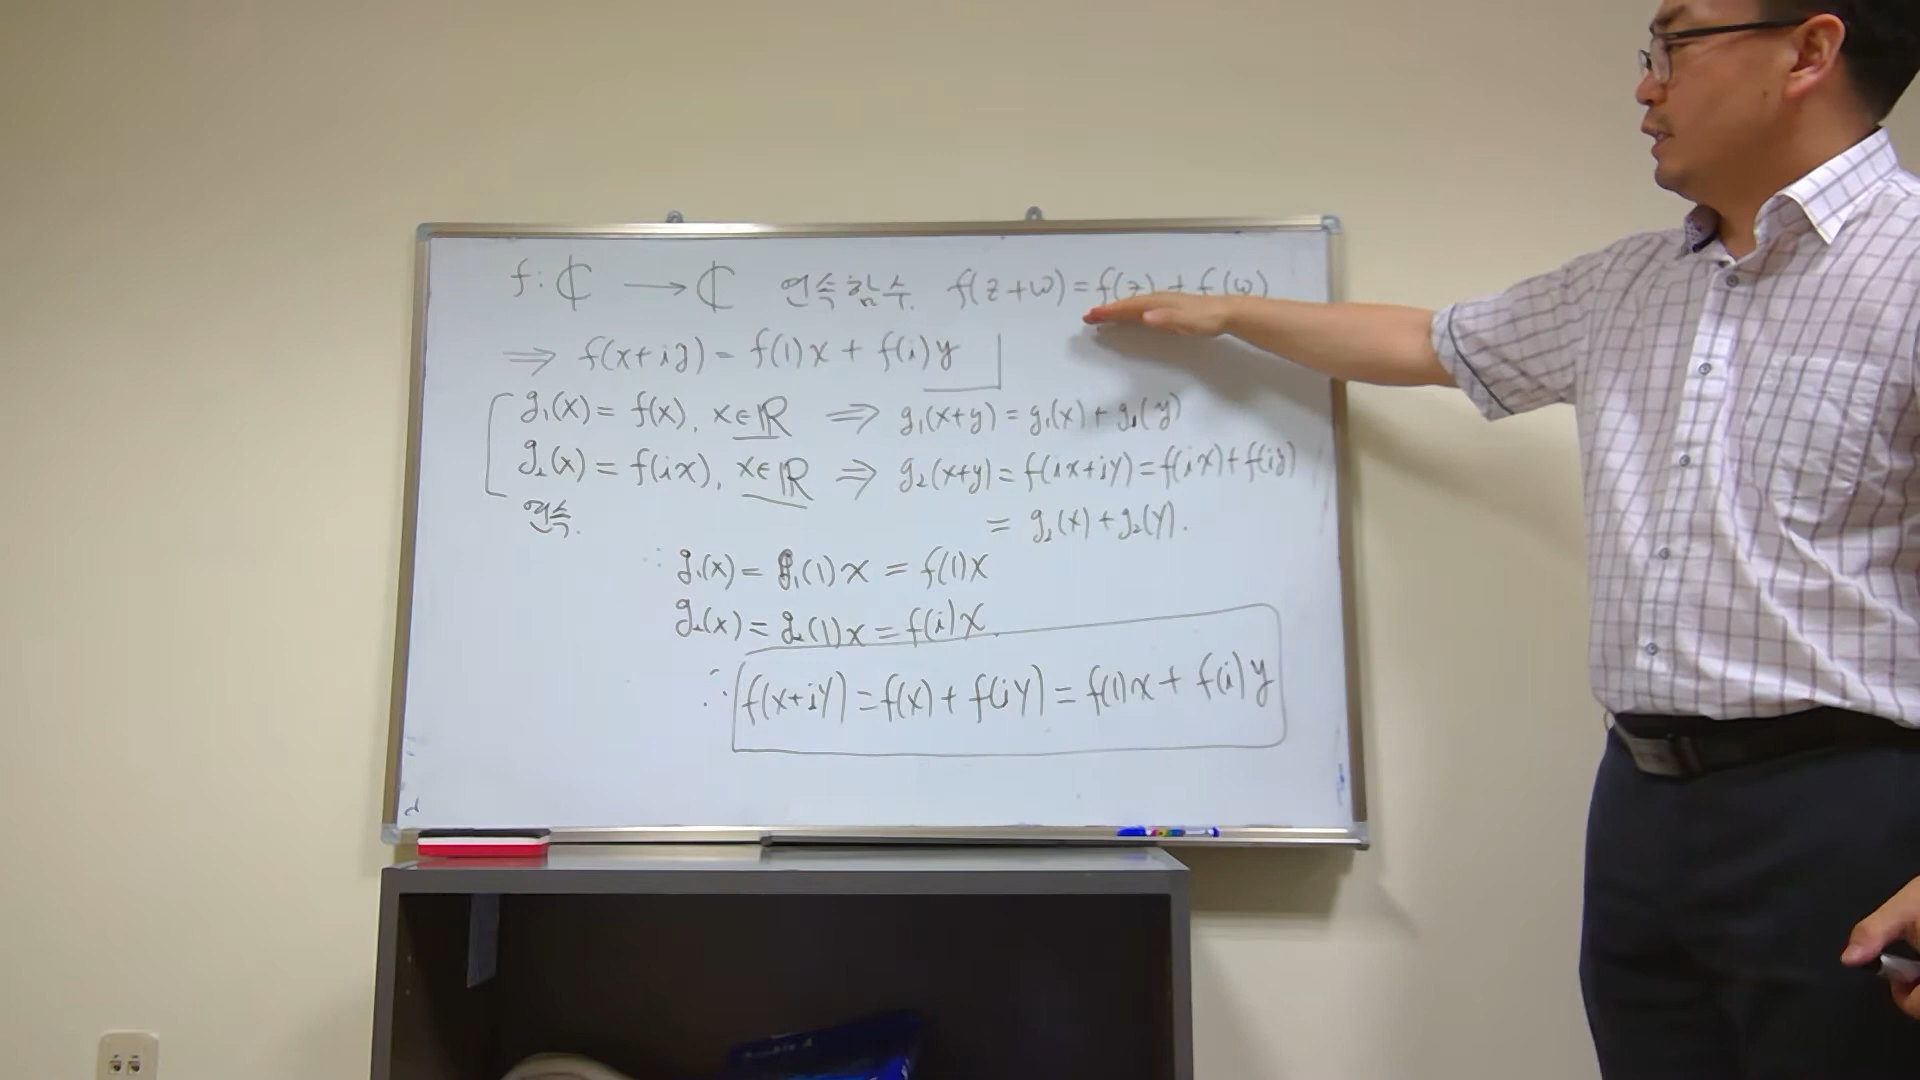 f: ℂ → ℂ 연속함수. f(z+w)=f(z)+f(w)
⇒ f(x+iy) = f(1)x + f(i)y
g₁(x) = f(x), x∈ℝ ⇒ g₁(x+y) = g₁(x)+g₁(y)
g₂(x) = f(ix), x∈ℝ ⇒ g₂(x+y) = f(ix+iy) = f(ix)+f(iy)
연속. = g₂(x)+g₂(y).
∴ g₁(x) = g₁(1)x = f(1)x
g₂(x) = g₂(1)x = f(i)x.
∴ f(x+iy) = f(x) + f(iy) = f(1)x + f(i)y